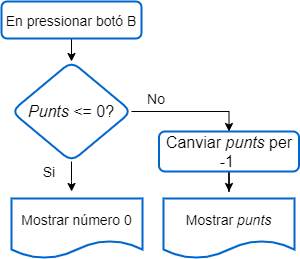 En pressionar botó B
Punts <= 0?
No
Canviar punts per
-1
Si
Mostrar número 0
Mostrar punts